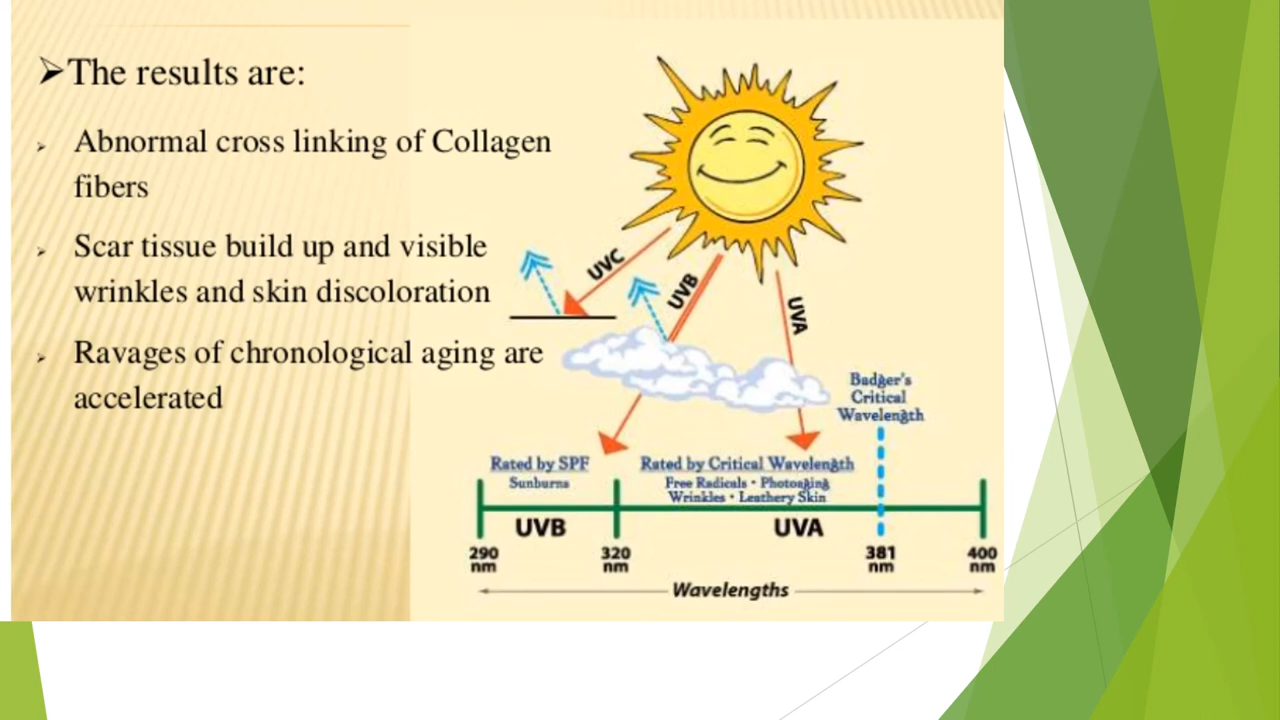 ➢The results are:
➢ Abnormal cross linking of Collagen
fibers
➢ Scar tissue build up and visible
wrinkles and skin discoloration
➢ Ravages of chronological aging are
accelerated
UVC
UVB
UVA
Badger's
Critical
Wavelength
Rated by SPF
Sunburns
Rated by Critical Wavelength
Free Radicals • Photoaging
Wrinkles • Leathery Skin
UVB
UVA
290
nm
320
nm
381
nm
400
nm
Wavelengths